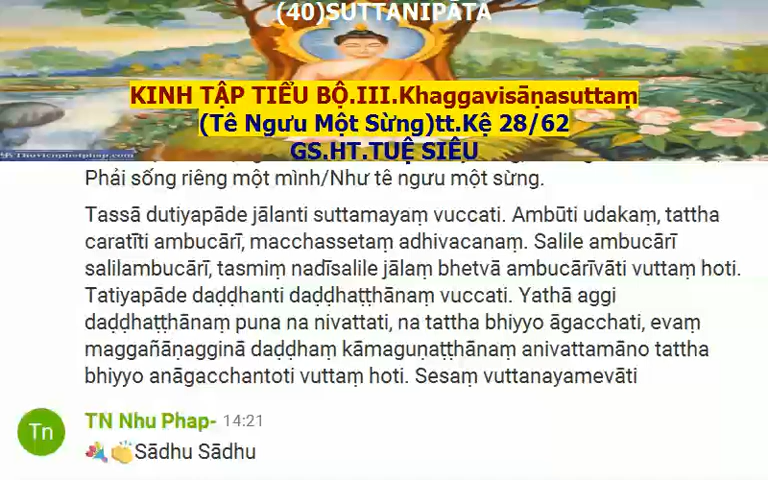 (40)SUTTANIPĀTA
KINH TẬP TIỂU BỘ.III.Khaggavisāṇasuttaṃ
(Tê Ngưu Một Sừng)tt.Kệ 28/62
GS.HT.TUỆ SIÊU
Thuvienphatphap.com
Phải sống riêng một mình/Như tê ngưu một sừng.
Tassā dutiyapāde jālanti suttamayaṃ vuccati. Ambūti udakaṃ, tattha
caratīti ambucārī, macchassetaṃ adhivacanaṃ. Salile ambucārī
salilambucārī, tasmiṃ nadīsalile jālaṃ bhetvā ambucārīvāti vuttaṃ hoti.
Tatiyapāde daḍḍhanti daḍḍhaṭṭhānaṃ vuccati. Yathā aggi
daḍḍhaṭṭhānaṃ puna na nivattati, na tattha bhiyyo āgacchati, evaṃ
maggañāṇagginā daḍḍhaṃ kāmaguṇaṭṭhānaṃ anivattamāno tattha
bhiyyo anāgacchantoti vuttaṃ hoti. Sesaṃ vuttanayamevāti
Tn
TN Nhu Phap- 14:21
Sādhu Sādhu